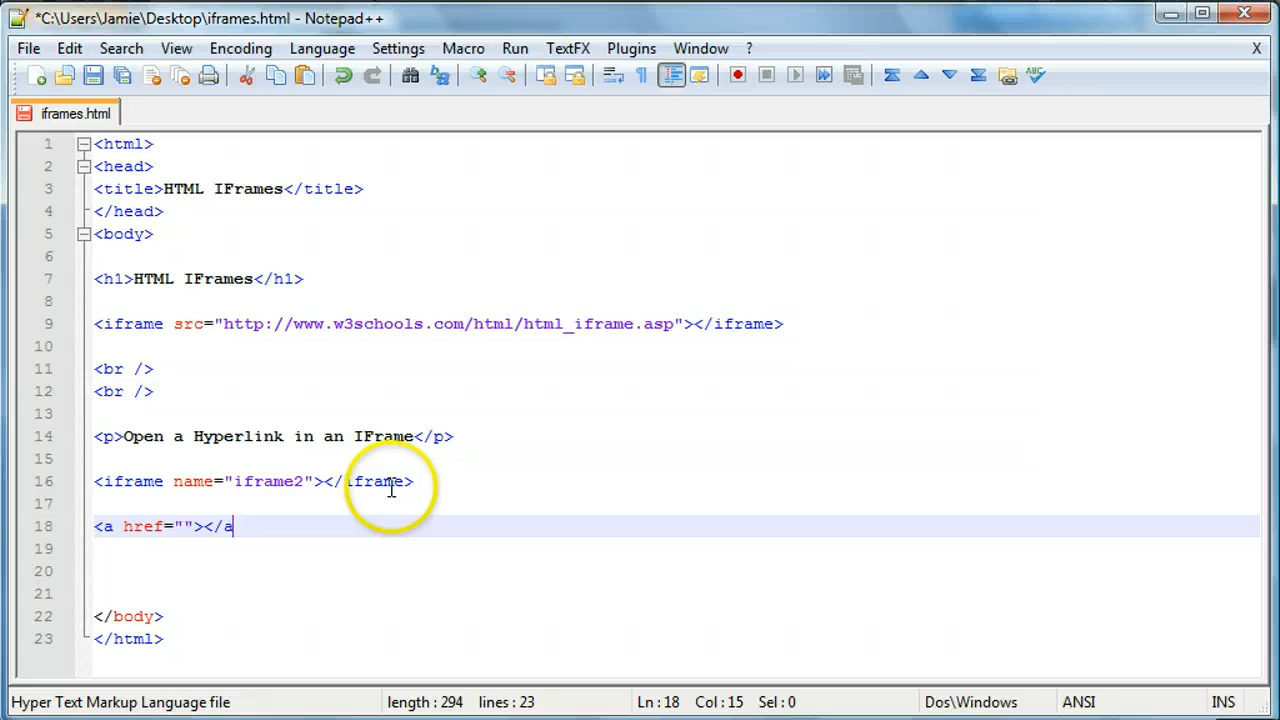 *C:\Users\Jamie\Desktop\iframes.html - Notepad++
File Edit Search View Encoding Language Settings Macro Run TextFX Plugins Window ? X
iframes.html
1 <html>
2 <head>
3 <title>HTML IFrames</title>
4 </head>
5 <body>
6
7 <h1>HTML IFrames</h1>
8
9 <iframe src="http://www.w3schools.com/html/html_iframe.asp"></iframe>
10
11 <br />
12 <br />
13
14 <p>Open a Hyperlink in an IFrame</p>
15
16 <iframe name="iframe2"></iframe>
17
18 <a href=""></a
19
20
21
22 </body>
23 </html>
Hyper Text Markup Language file length : 294 lines : 23 Ln : 18 Col : 15 Sel : 0 Dos\Windows ANSI INS